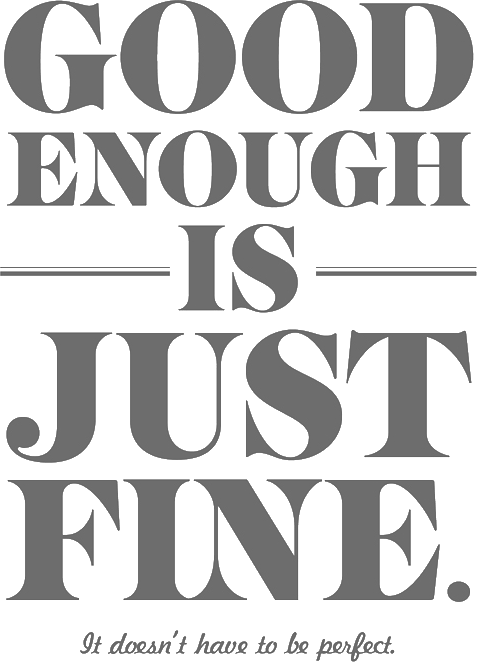 GOOD
ENOUGH
IS
JUST
FINE.
It doesn't have to be perfect.